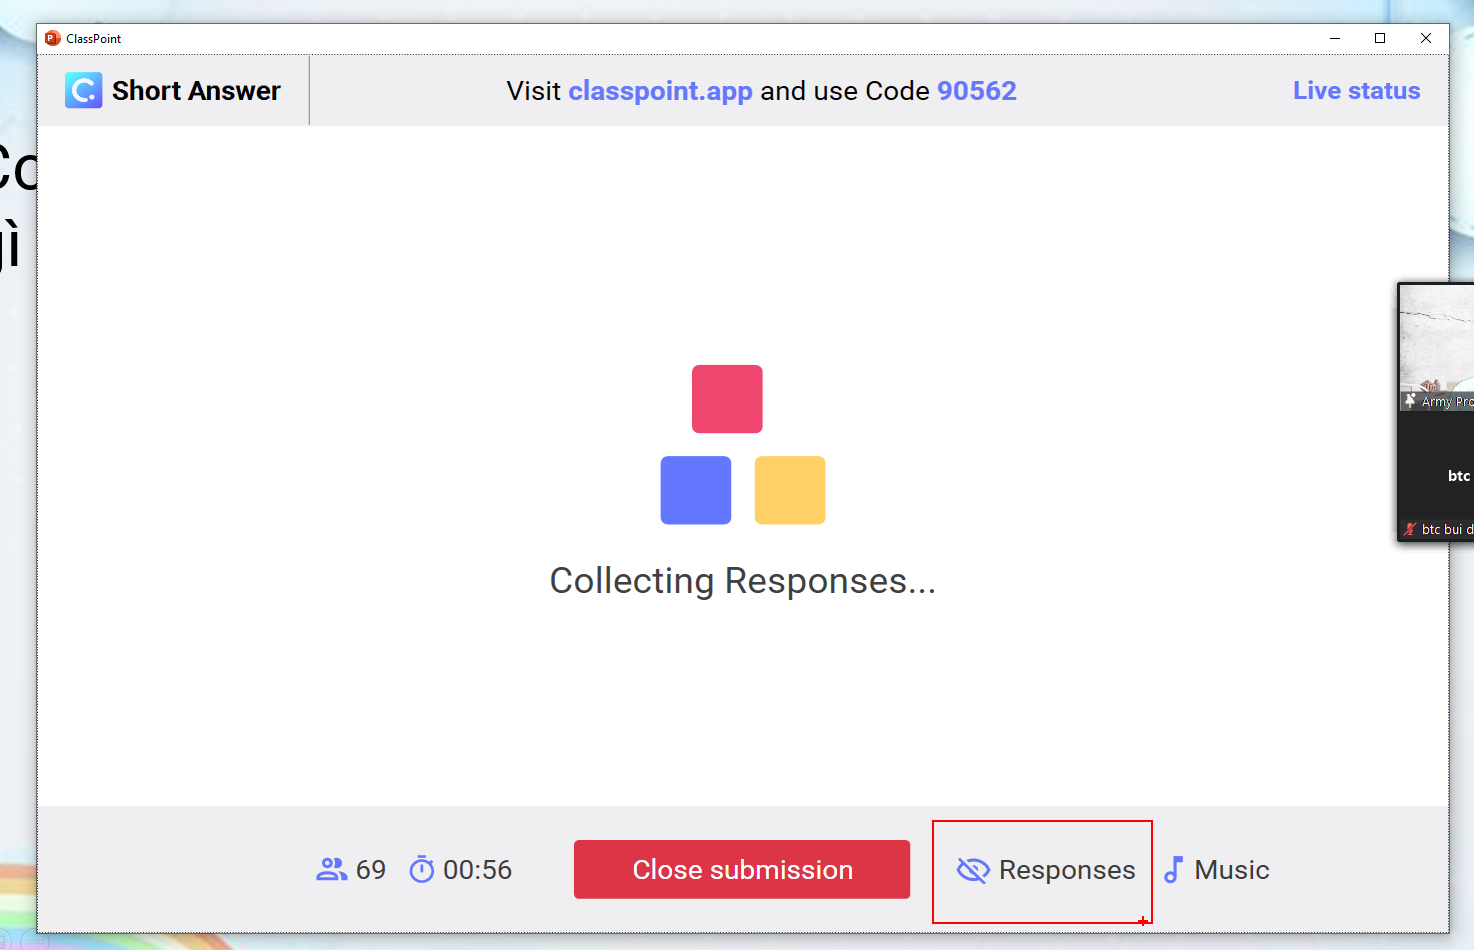 ClassPoint
Short Answer
Visit classpoint.app and use Code 90562
Live status
gì
Army Pro
btc
btc bui d
Collecting Responses...
69
00:56
Close submission
Responses
Music